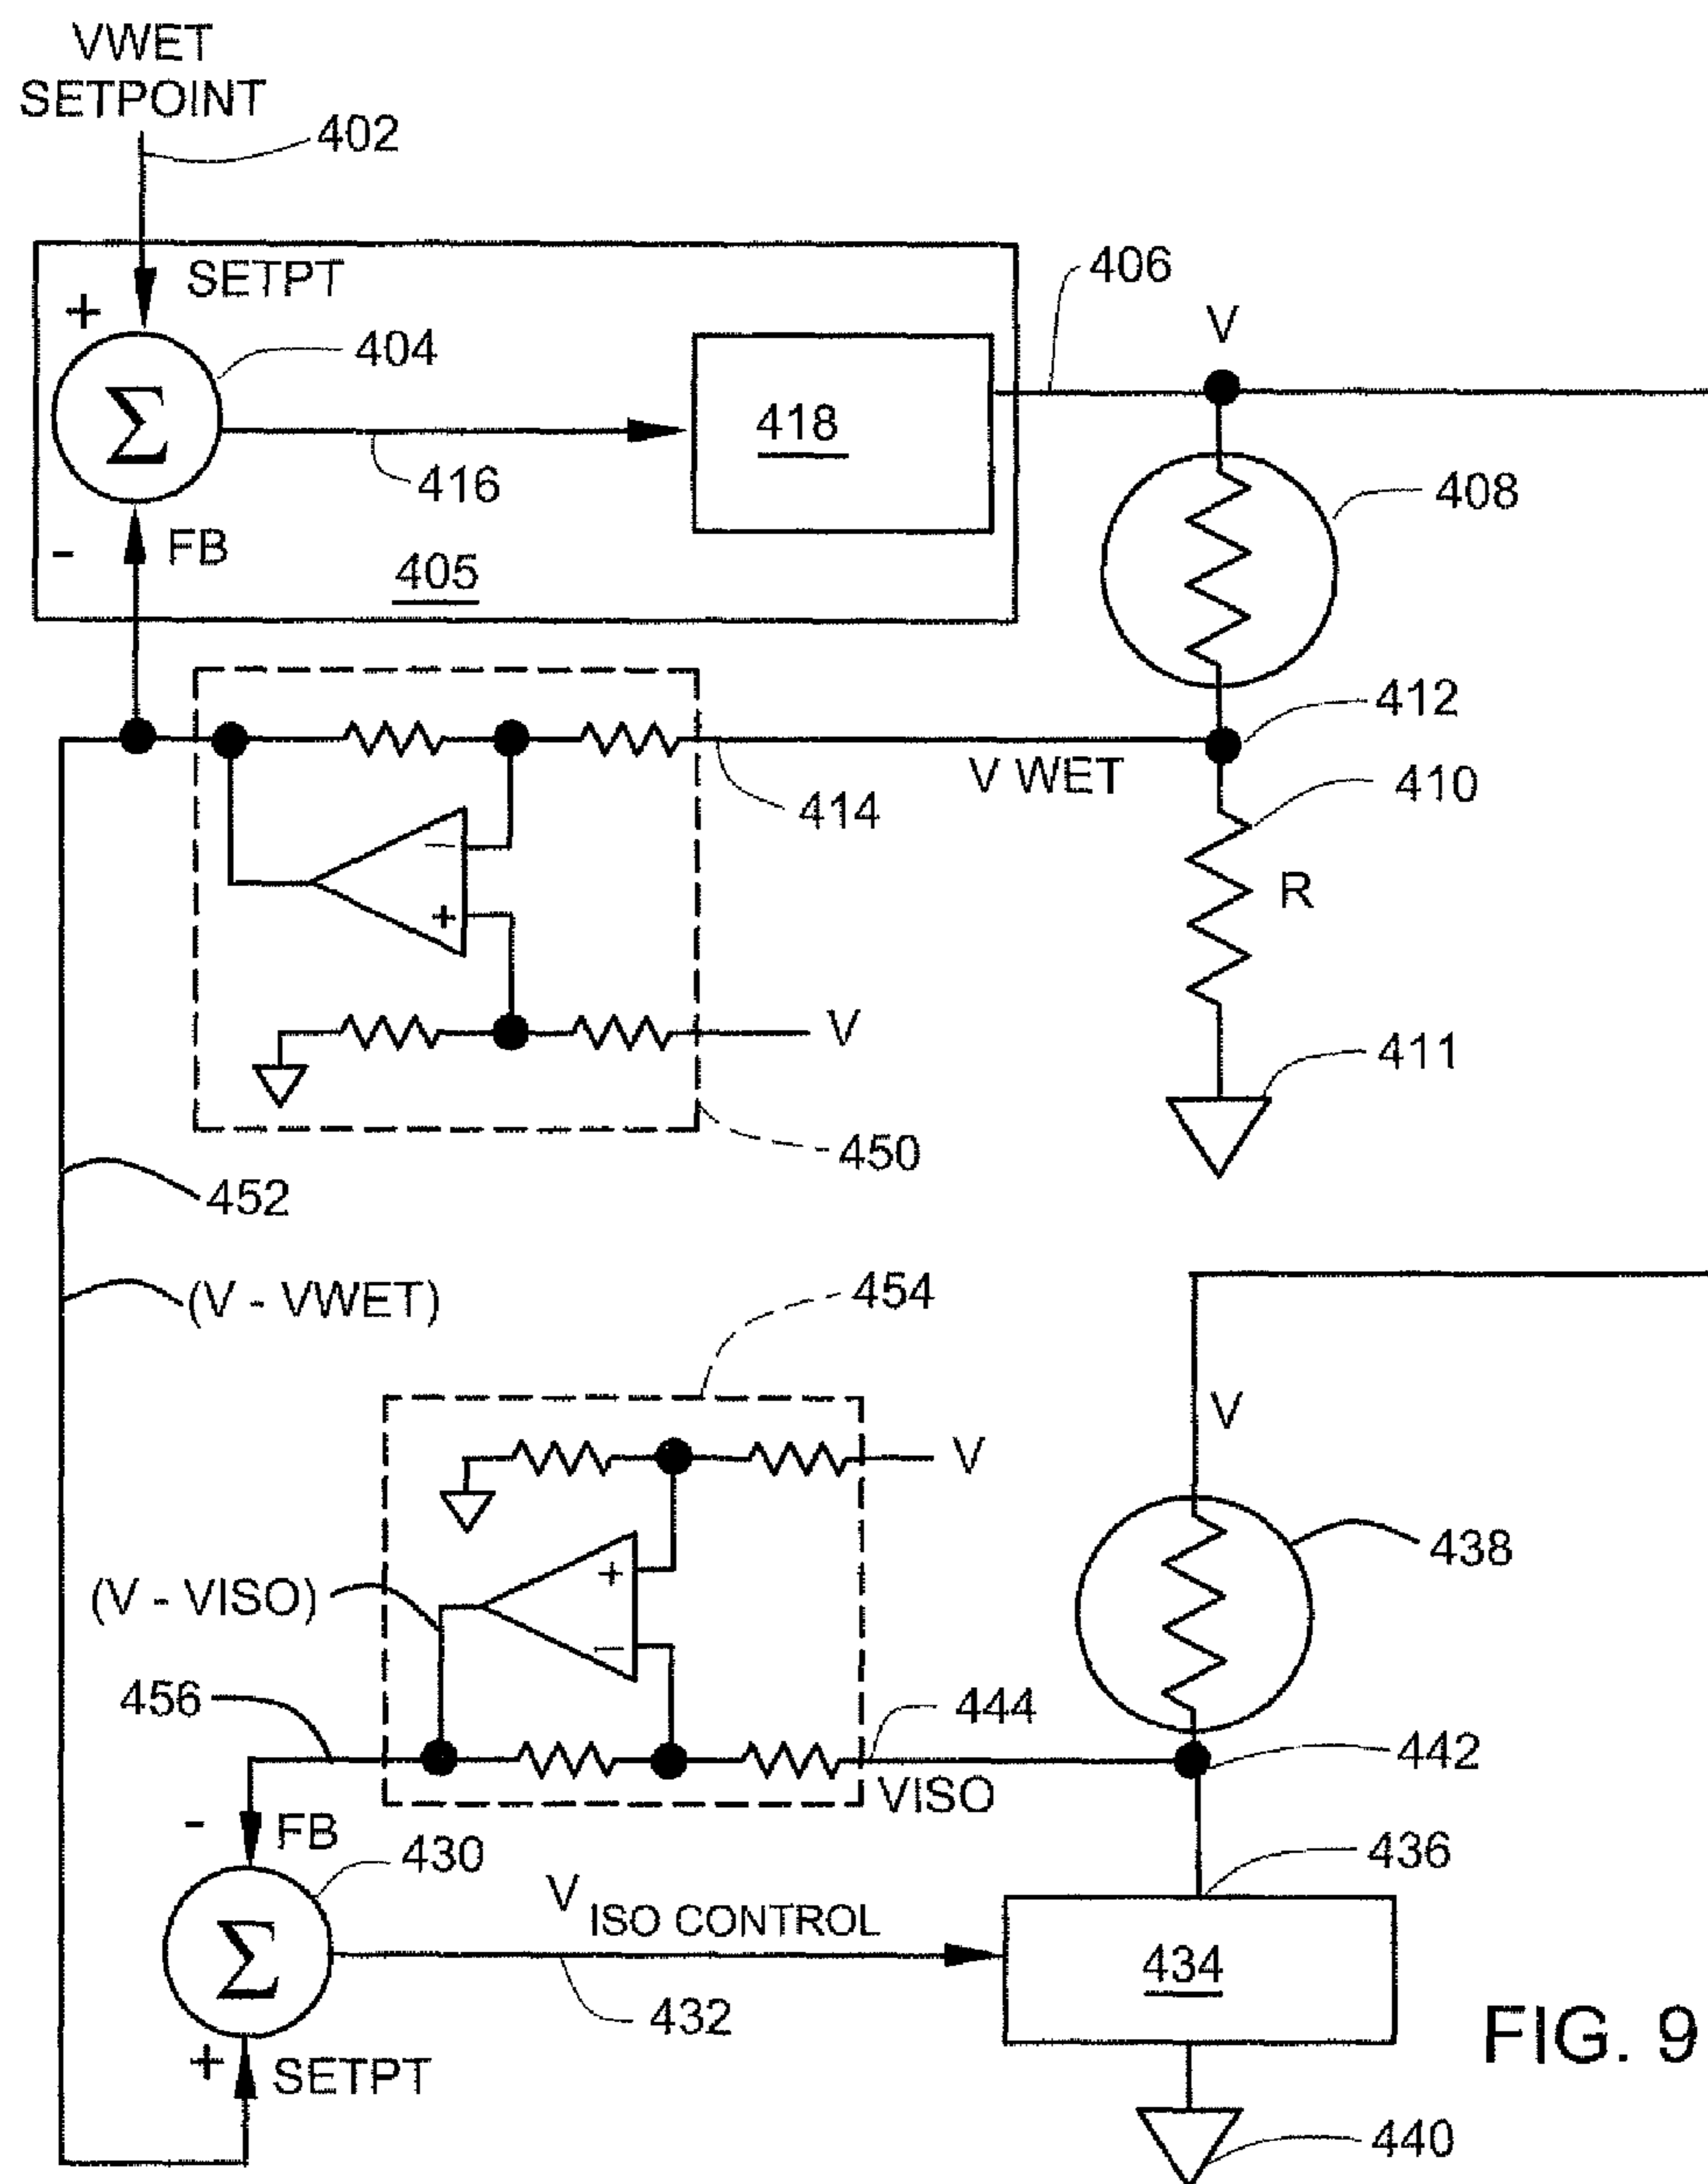 VWET
SETPOINT
402
SETPT
406
+
V
404
Σ
418
416
408
-
FB
405
412
V WET
414
410
-
+
R
V
411
450
452
454
(V - VWET)
V
V
438
+
(V - VISO)
-
456
444
442
VISO
-
FB
430
436
V ISO CONTROL
Σ
434
432
+
SETPT
FIG. 9
440